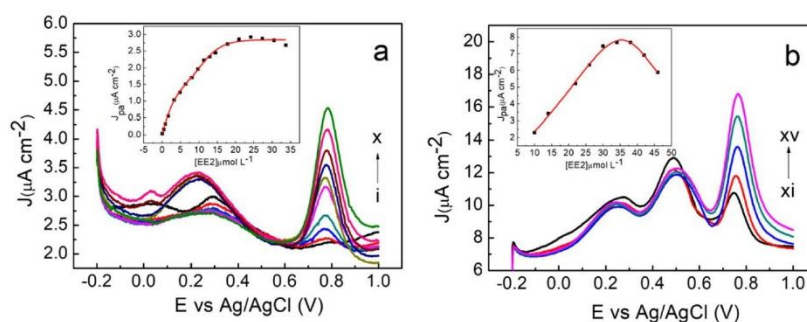 a
6.0
5.5
5.0
4.5
4.0
3.5
3.0
2.5
2.0
J(µA cm⁻²)
-0.2 0.0 0.2 0.4 0.6 0.8 1.0
E vs Ag/AgCl (V)
x
i
3.0
2.5
2.0
1.5
1.0
0.5
0.0
Jpa(µA cm⁻²)
-5 0 5 10 15 20 25 30 35
[EE2]µmol L⁻¹
b
22
20
18
16
14
12
10
8
6
J(µA cm⁻²)
-0.2 0.0 0.2 0.4 0.6 0.8 1.0
E vs Ag/AgCl (V)
xv
xi
8
7
6
5
4
3
2
Jpa(µA cm⁻²)
5 10 15 20 25 30 35 40 45 50
[EE2]µmol L⁻¹